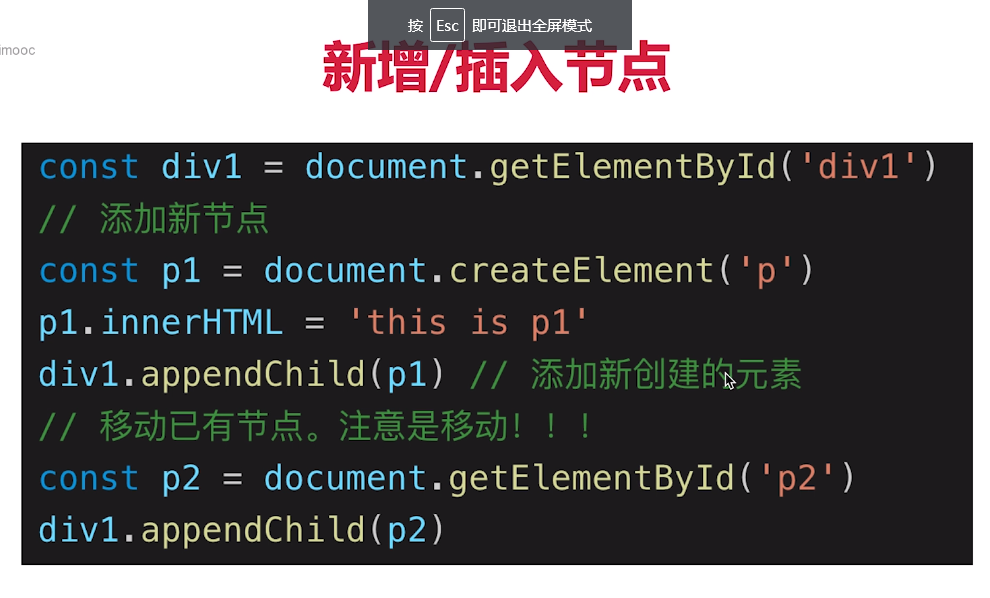 按 Esc 即可退出全屏模式
imooc
新增/插入节点
const div1 = document.getElementById('div1')
// 添加新节点
const p1 = document.createElement('p')
p1.innerHTML = 'this is p1'
div1.appendChild(p1) // 添加新创建的元素
// 移动已有节点。注意是移动！！！
const p2 = document.getElementById('p2')
div1.appendChild(p2)